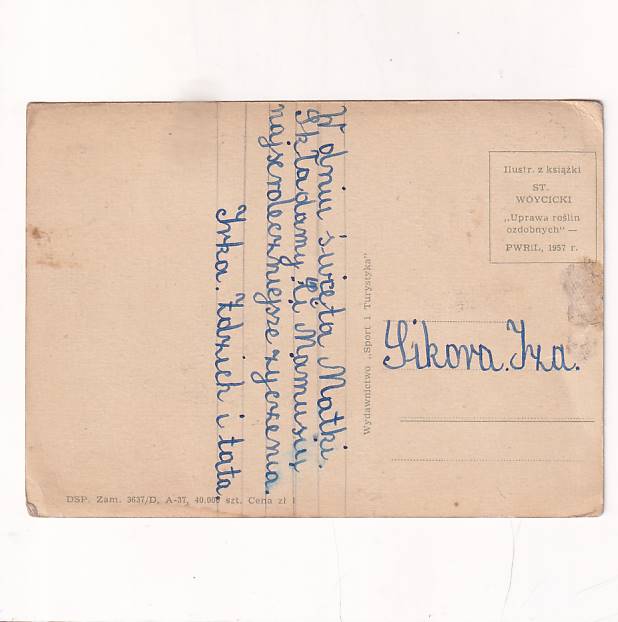 W dniu święta Matki.
Składamy Ci Mamusiu
najserdeczniejsze życzenia.
Irka. Zdzich i tata.
Wydawnictwo „Sport i Turystyka"
Ilustr. z książki
ST.
WÓYCICKI
„Uprawa roślin
ozdobnych" —
PWRiL, 1957 r.
Sikora. Iza.
DSP. Zam. 3637/D, A-37, 40.000 szt. Cena zł 1